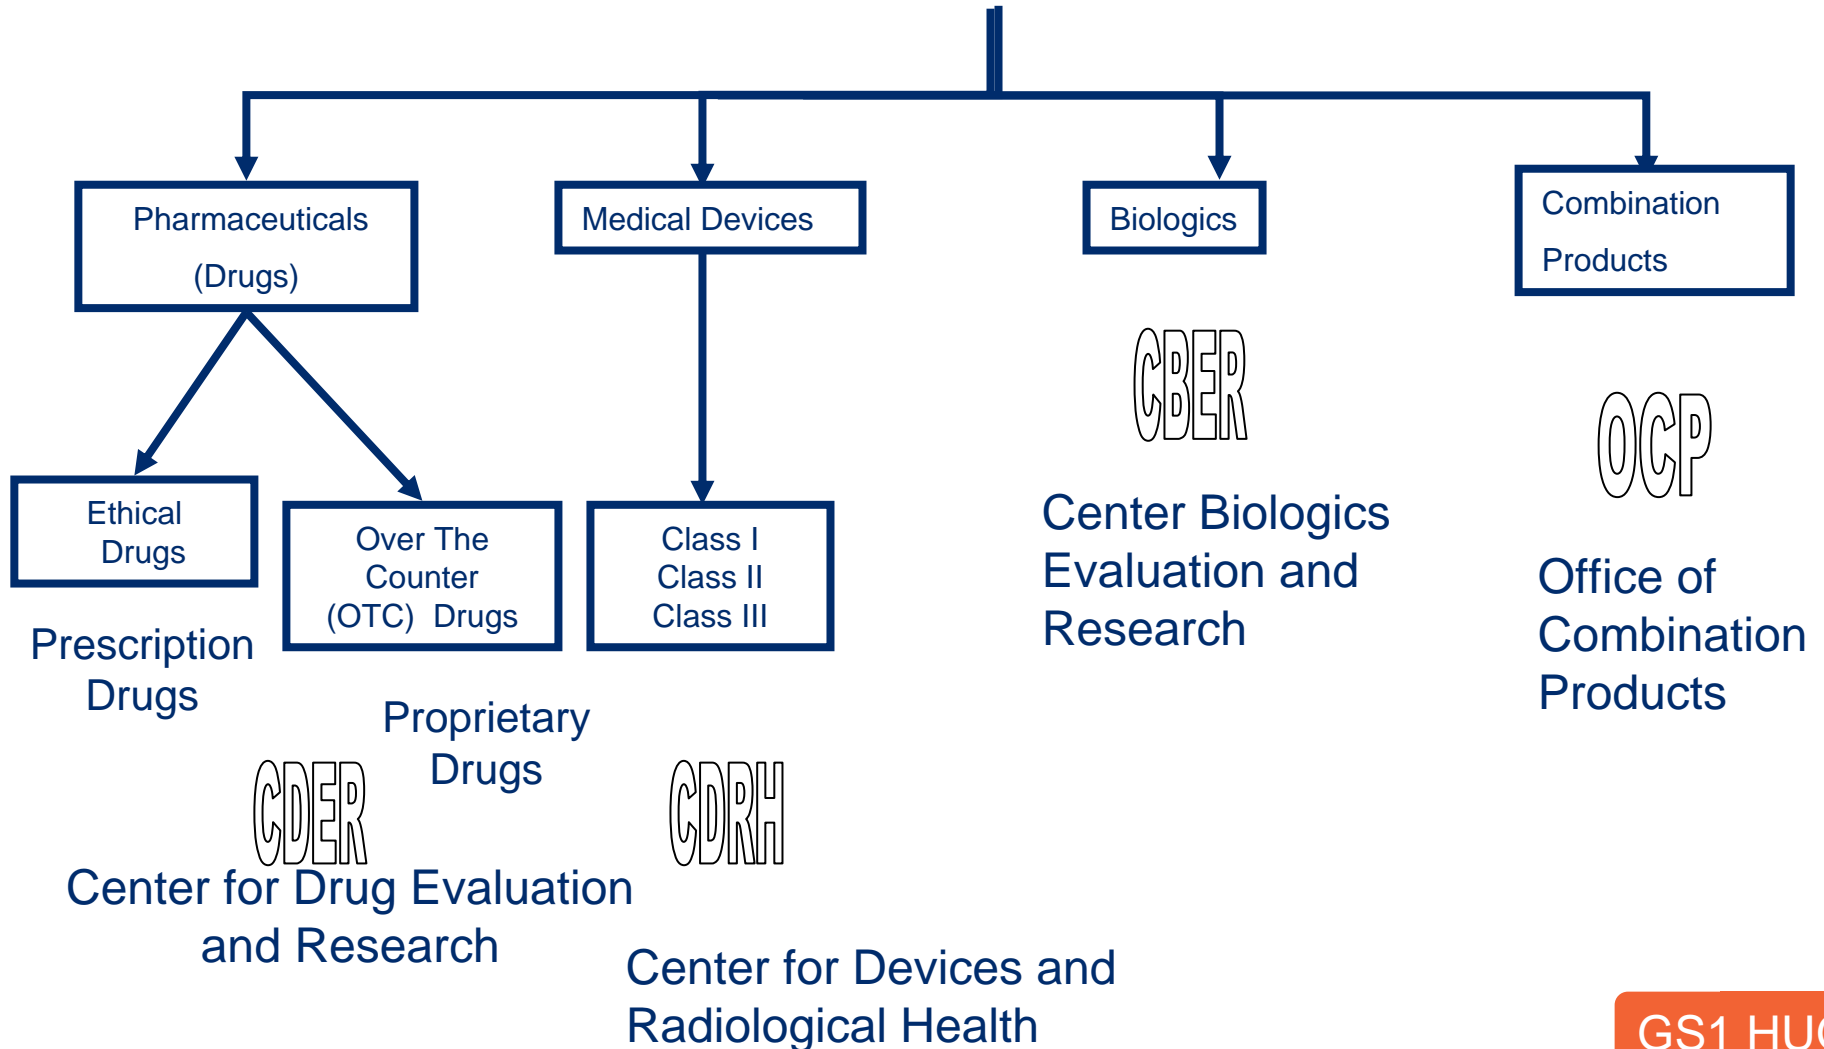 Pharmaceuticals
(Drugs)
Medical Devices
Biologics
Combination
Products
Ethical
Drugs
Over The
Counter
(OTC) Drugs
Class I
Class II
Class III
Prescription
Drugs
Proprietary
Drugs
CDER
Center for Drug Evaluation
and Research
CDRH
Center for Devices and
Radiological Health
CBER
Center Biologics
Evaluation and
Research
OCP
Office of
Combination
Products
GS1